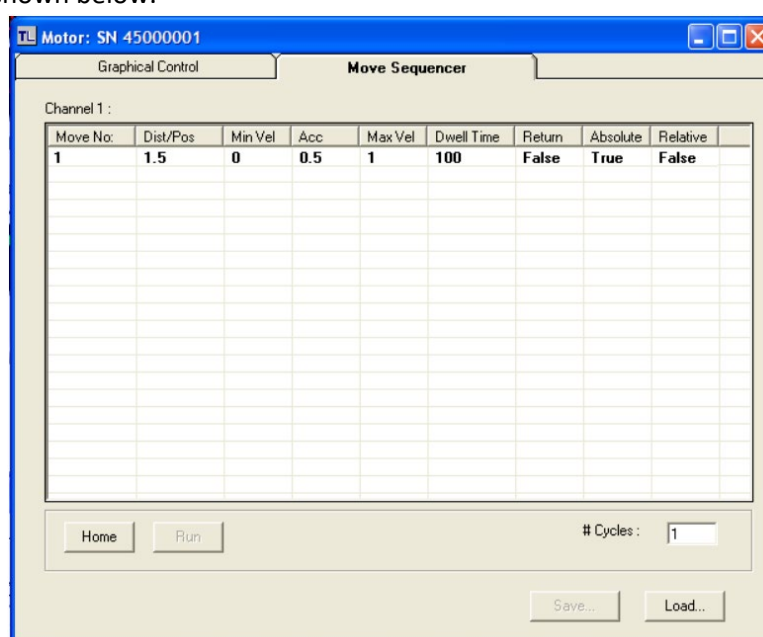 shown below.
TL Motor: SN 45000001
Graphical Control Move Sequencer
Channel 1 :
Move No: Dist/Pos Min Vel Acc Max Vel Dwell Time Return Absolute Relative
1 1.5 0 0.5 1 100 False True False
Home Run # Cycles : 1
Save... Load...